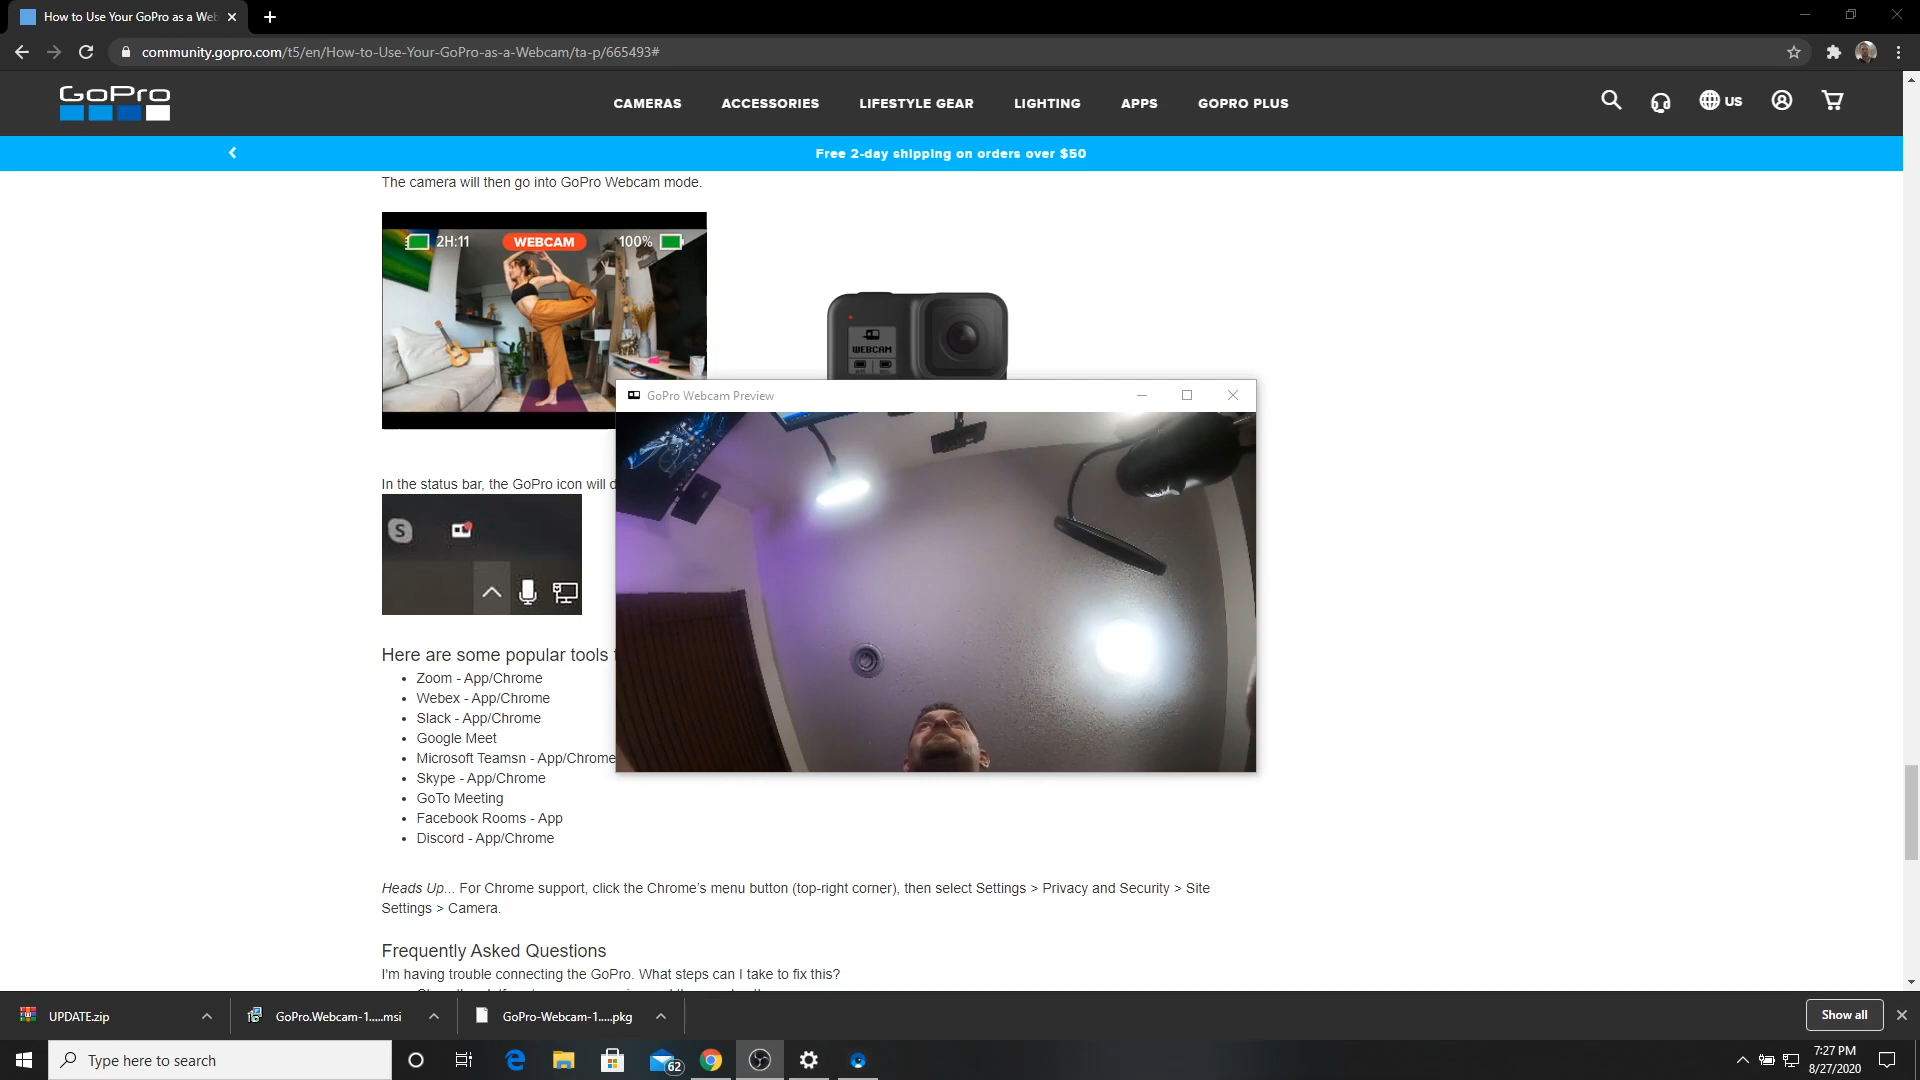 How to Use Your GoPro as a Web
community.gopro.com/t5/en/How-to-Use-Your-GoPro-as-a-Webcam/ta-p/665493#
GoPro
CAMERAS
ACCESSORIES
LIFESTYLE GEAR
LIGHTING
APPS
GOPRO PLUS
US
Free 2-day shipping on orders over $50
The camera will then go into GoPro Webcam mode.
2H:11
WEBCAM
100%
WEBCAM
GoPro Webcam Preview
In the status bar, the GoPro icon will d
S
Here are some popular tools
Zoom - App/Chrome
Webex - App/Chrome
Slack - App/Chrome
Google Meet
Microsoft Teamsn - App/Chrome
Skype - App/Chrome
GoTo Meeting
Facebook Rooms - App
Discord - App/Chrome
Heads Up... For Chrome support, click the Chrome’s menu button (top-right corner), then select Settings > Privacy and Security > Site
Settings > Camera.
Frequently Asked Questions
I'm having trouble connecting the GoPro. What steps can I take to fix this?
UPDATE.zip
GoPro.Webcam-1.....msi
GoPro-Webcam-1.....pkg
Show all
Type here to search
62
7:27 PM
8/27/2020